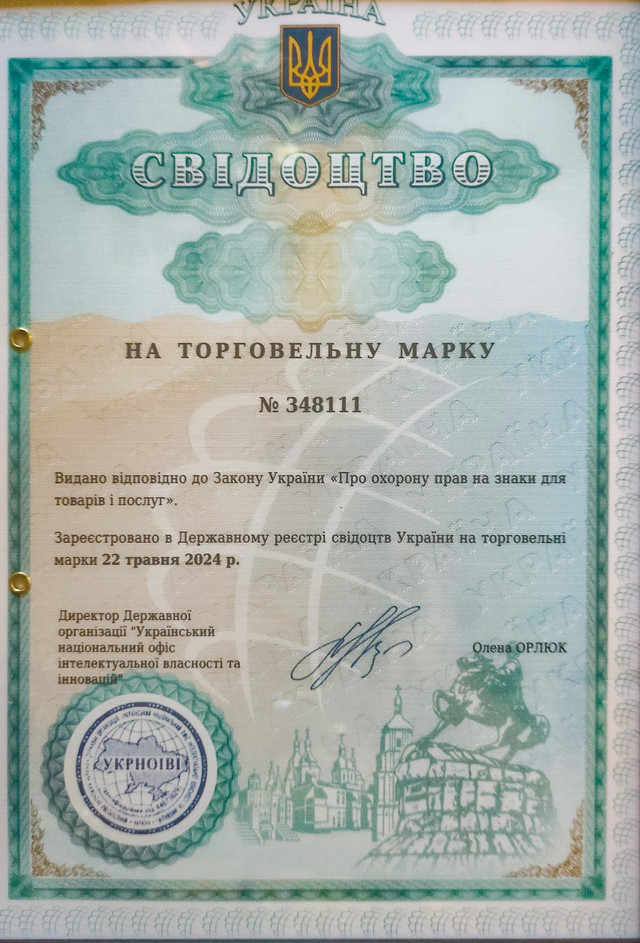 УКРАЇНА
СВІДОЦТВО
НА ТОРГОВЕЛЬНУ МАРКУ
№ 348111
Видано відповідно до Закону України «Про охорону прав на знаки для
товарів і послуг».
Зареєстровано в Державному реєстрі свідоцтв України на торговельні
марки 22 травня 2024 р.
Директор Державної
організації "Український
національний офіс
інтелектуальної власності та
інновацій"
Олена ОРЛЮК
УКРНОІВІ